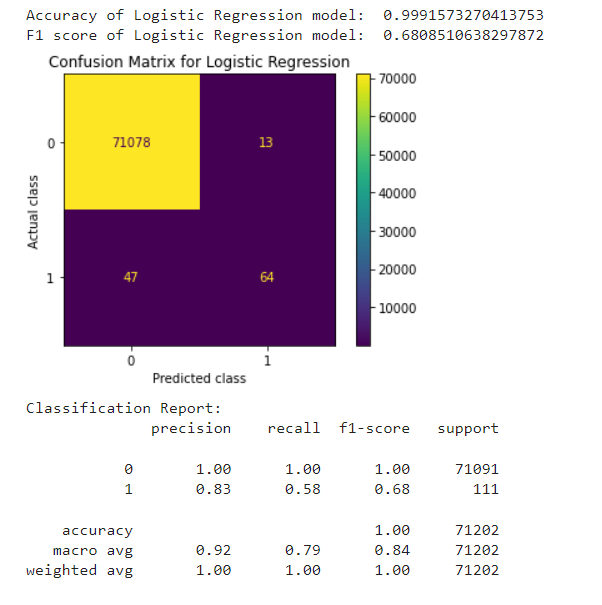 Accuracy of Logistic Regression model:  0.9991573270413753
F1 score of Logistic Regression model:  0.6808510638297872
Confusion Matrix for Logistic Regression
70000
60000
50000
40000
30000
20000
10000
Actual class
0
71078 13
1
47 64
0 1
Predicted class
Classification Report:
precision recall f1-score support
0 1.00 1.00 1.00 71091
1 0.83 0.58 0.68 111
accuracy 1.00 71202
macro avg 0.92 0.79 0.84 71202
weighted avg 1.00 1.00 1.00 71202